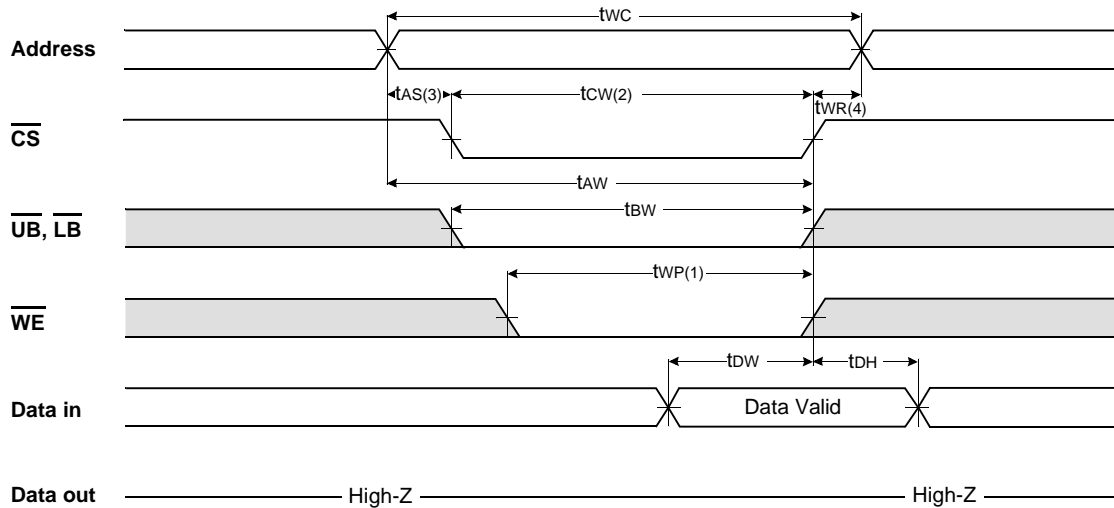 tWC
Address
tAS(3) tCW(2) tWR(4)
CS
tAW
UB, LB tBW
tWP(1)
WE
tDW tDH
Data in Data Valid
Data out High-Z High-Z